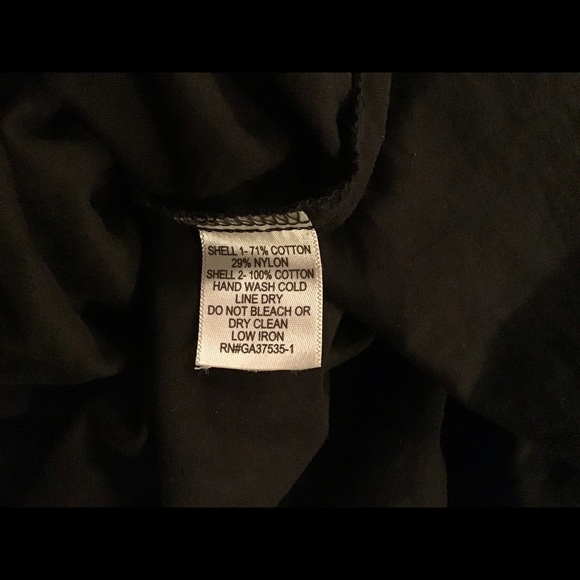 SHELL 1- 71% COTTON
29% NYLON
SHELL 2- 100% COTTON
HAND WASH COLD
LINE DRY
DO NOT BLEACH OR
DRY CLEAN
LOW IRON
RN#GA37535-1